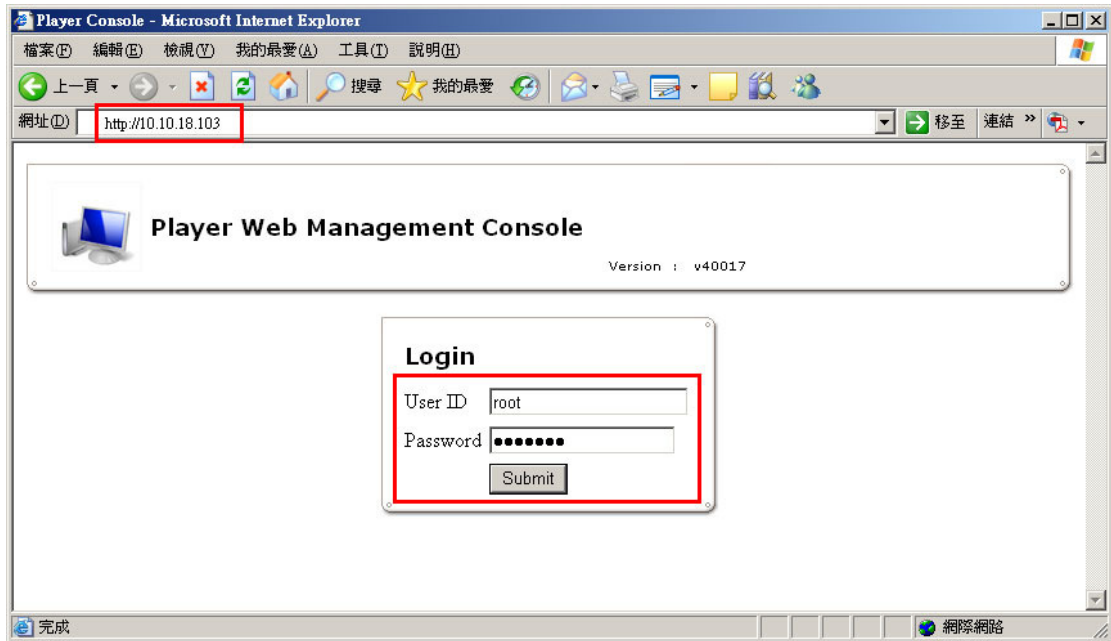 Player Console - Microsoft Internet Explorer
檔案(F) 編輯(E) 檢視(V) 我的最愛(A) 工具(T) 說明(H)
上一頁 搜尋 我的最愛
網址(D) http://10.10.18.103 移至 連結 »
Player Web Management Console
Version : v40017
Login
User ID root
Password ●●●●●●●
Submit
完成 網際網路